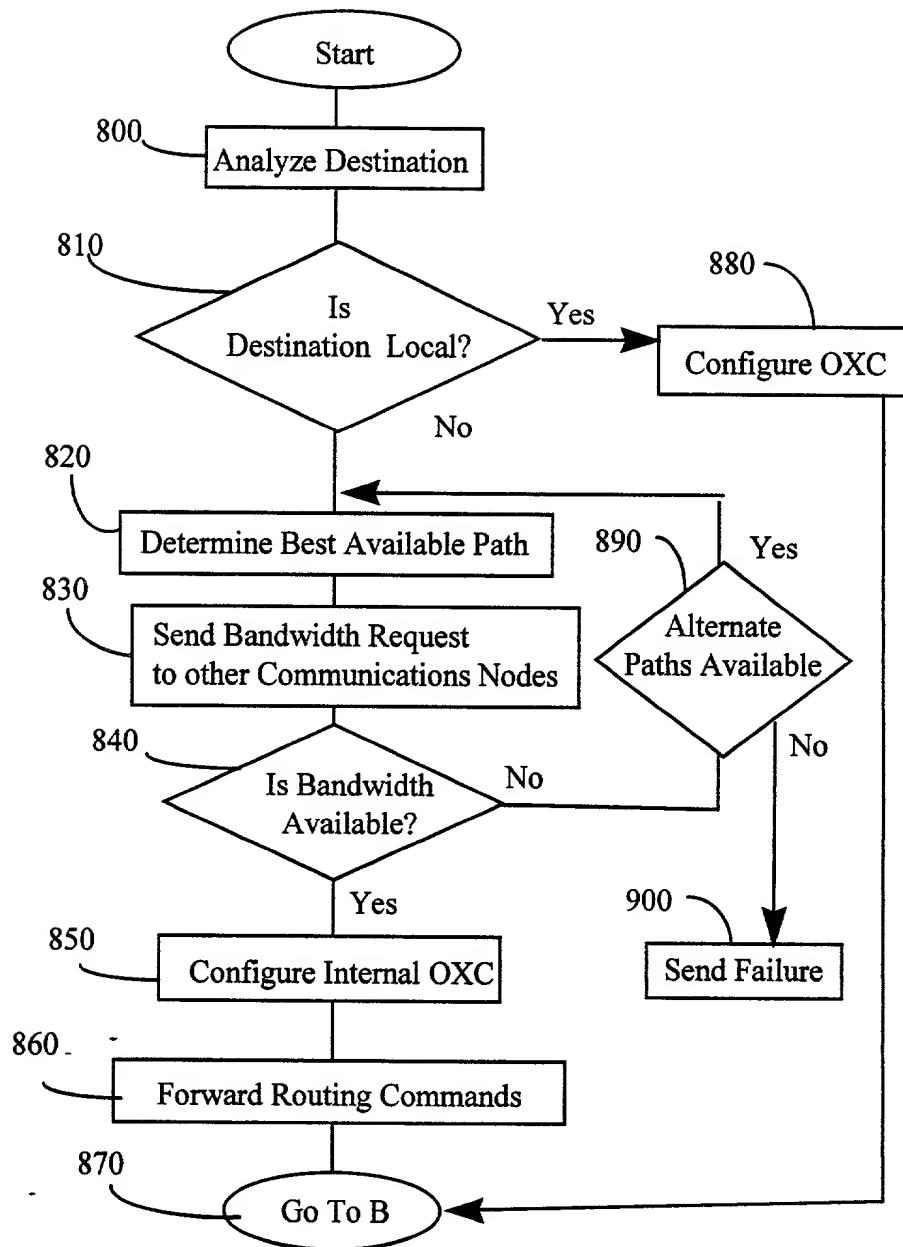 Start
800
Analyze Destination
810
Is
Destination Local?
Yes
880
Configure OXC
No
820
Determine Best Available Path
890
Yes
Alternate
Paths Available
830
Send Bandwidth Request
to other Communications Nodes
840
Is Bandwidth
Available?
No
No
Yes
850
Configure Internal OXC
900
Send Failure
860
Forward Routing Commands
870
Go To B